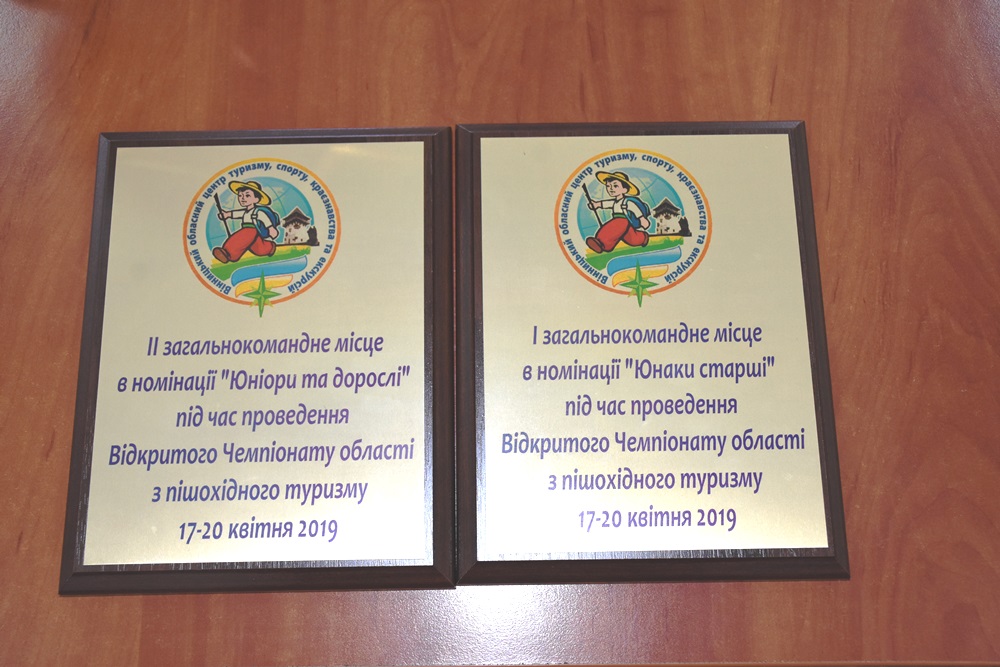 Вінницький обласний центр туризму, спорту, краєзнавства та екскурсій
II загальнокомандне місце
в номінації "Юніори та дорослі"
під час проведення
Відкритого Чемпіонату області
з пішохідного туризму
17-20 квітня 2019
Вінницький обласний центр туризму, спорту, краєзнавства та екскурсій
I загальнокомандне місце
в номінації "Юнаки старші"
під час проведення
Відкритого Чемпіонату області
з пішохідного туризму
17-20 квітня 2019